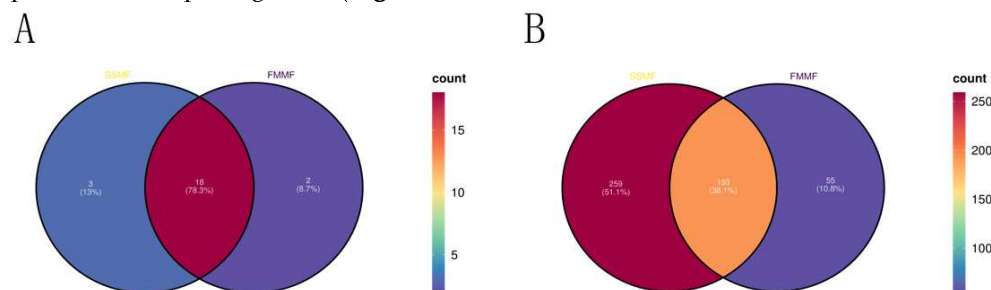 A
B
SSMF
FMMF
count
15
10
5
3
(13%)
18
(78.3%)
2
(8.7%)
SSMF
FMMF
count
250
200
150
100
259
(51.1%)
193
(38.1%)
55
(10.8%)